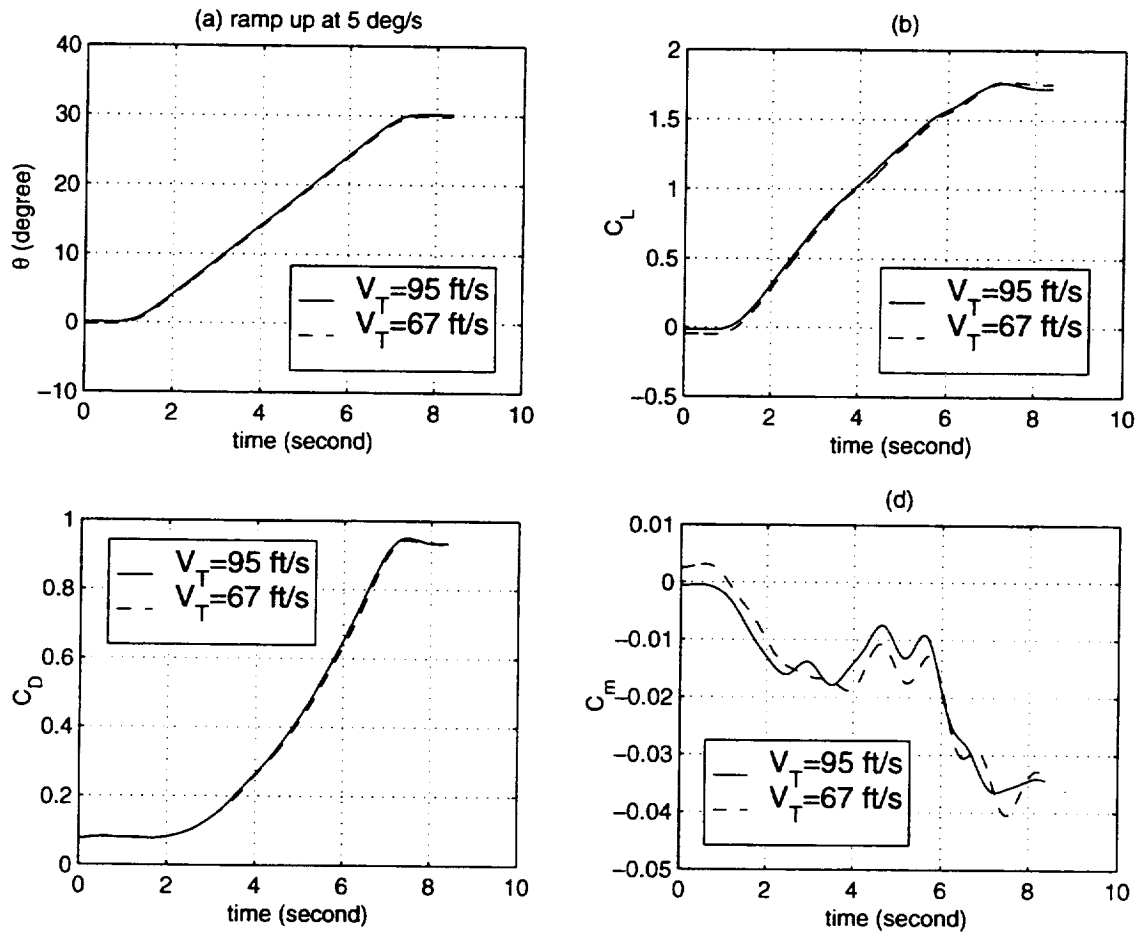 (a) ramp up at 5 deg/s
40
30
20
10
0
−10
θ (degree)
V_T=95 ft/s
V_T=67 ft/s
0 2 4 6 8 10
time (second)
(b)
2
1.5
1
0.5
0
−0.5
C_L
V_T=95 ft/s
V_T=67 ft/s
0 2 4 6 8 10
time (second)
1
0.8
0.6
0.4
0.2
0
C_D
V_T=95 ft/s
V_T=67 ft/s
0 2 4 6 8 10
time (second)
(d)
0.01
0
−0.01
−0.02
−0.03
−0.04
−0.05
C_m
V_T=95 ft/s
V_T=67 ft/s
0 2 4 6 8 10
time (second)